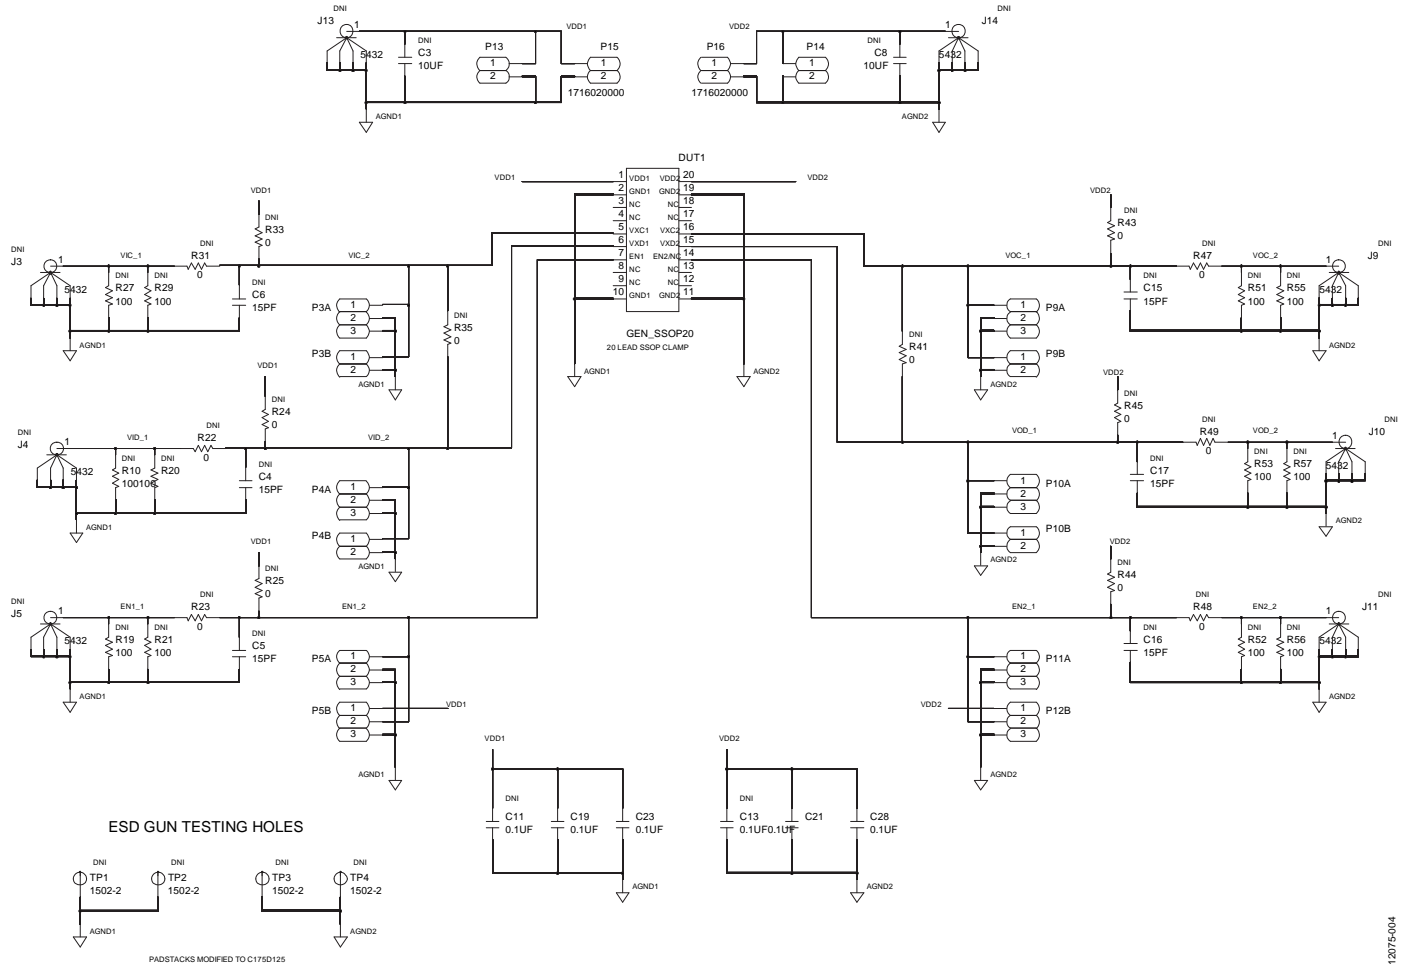 DNI
J13
1
5432
DNI
C3
10UF
VDD1
P13
1
2
P15
1
2
1716020000
AGND1
VDD2
P16
1
2
1716020000
P14
1
2
DNI
C8
10UF
DNI
J14
1
5432
AGND2
DUT1
VDD1
1 VDD1 VDD2 20
2 GND1 GND2 19
3 NC NC 18
4 NC NC 17
5 VXC1 VXC2 16
6 VXD1 VXD2 15
7 EN1 EN2/NC 14
8 NC NC 13
9 NC NC 12
10 GND1 GND2 11
VDD2
GEN_SSOP20
20 LEAD SSOP CLAMP
AGND1
AGND2
DNI
J3
1
5432
VIC_1
DNI
R27
100
DNI
R29
100
DNI
R31
0
VDD1
DNI
R33
0
DNI
C6
15PF
VIC_2
P3A
1
2
3
P3B
1
2
AGND1
AGND1
DNI
R35
0
DNI
J4
1
5432
VID_1
DNI
R10
100
DNI
R20
100
DNI
R22
0
VDD1
DNI
R24
0
DNI
C4
15PF
VID_2
P4A
1
2
3
P4B
1
2
AGND1
AGND1
DNI
J5
1
5432
EN1_1
DNI
R19
100
DNI
R21
100
DNI
R23
0
VDD1
DNI
R25
0
DNI
C5
15PF
EN1_2
P5A
1
2
3
P5B
1
2
3
VDD1
AGND1
AGND1
DNI
R41
0
VOC_1
P9A
1
2
3
P9B
1
2
AGND2
VDD2
DNI
R43
0
DNI
C15
15PF
DNI
R47
0
VOC_2
DNI
R51
100
DNI
R55
100
DNI
J9
1
5432
AGND2
VOD_1
P10A
1
2
3
P10B
1
2
AGND2
VDD2
DNI
R45
0
DNI
C17
15PF
DNI
R49
0
VOD_2
DNI
R53
100
DNI
R57
100
DNI
J10
1
5432
AGND2
EN2_1
P11A
1
2
3
VDD2
P12B
1
2
3
AGND2
VDD2
DNI
R44
0
DNI
C16
15PF
DNI
R48
0
EN2_2
DNI
R52
100
DNI
R56
100
DNI
J11
1
5432
AGND2
VDD1
DNI
C11
0.1UF
C19
0.1UF
C23
0.1UF
AGND1
VDD2
DNI
C13
0.1UF
C21
0.1UF
C28
0.1UF
AGND2
ESD GUN TESTING HOLES
DNI
TP1
1502-2
DNI
TP2
1502-2
DNI
TP3
1502-2
DNI
TP4
1502-2
AGND1
AGND2
PADSTACKS MODIFIED TO C175D125
12075-004